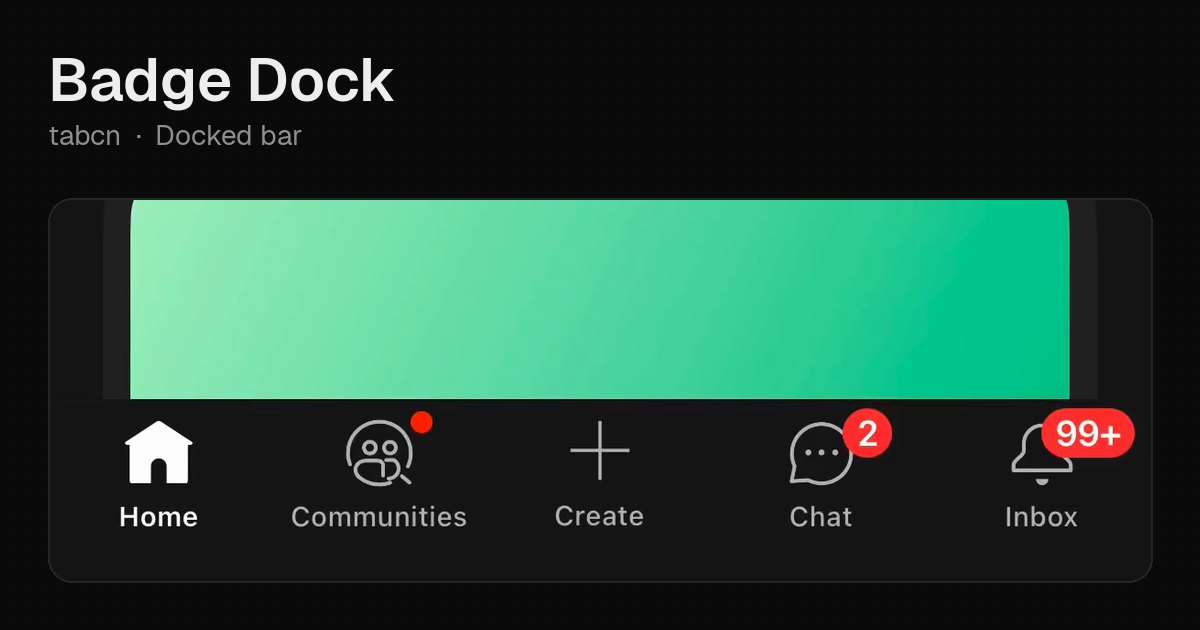 Badge Dock
tabcn · Docked bar
2
99+
Home
Communities
Create
Chat
Inbox